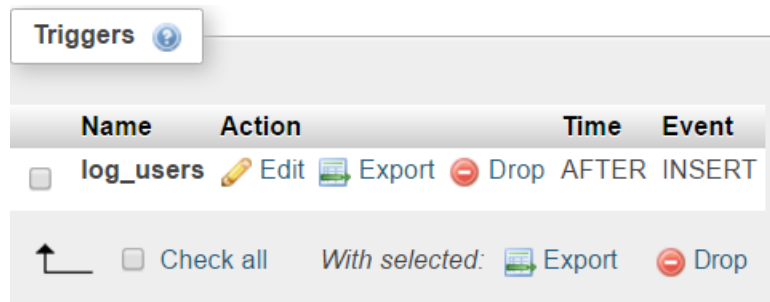 Triggers
Name Action Time Event
log_users Edit Export Drop AFTER INSERT
Check all With selected: Export Drop